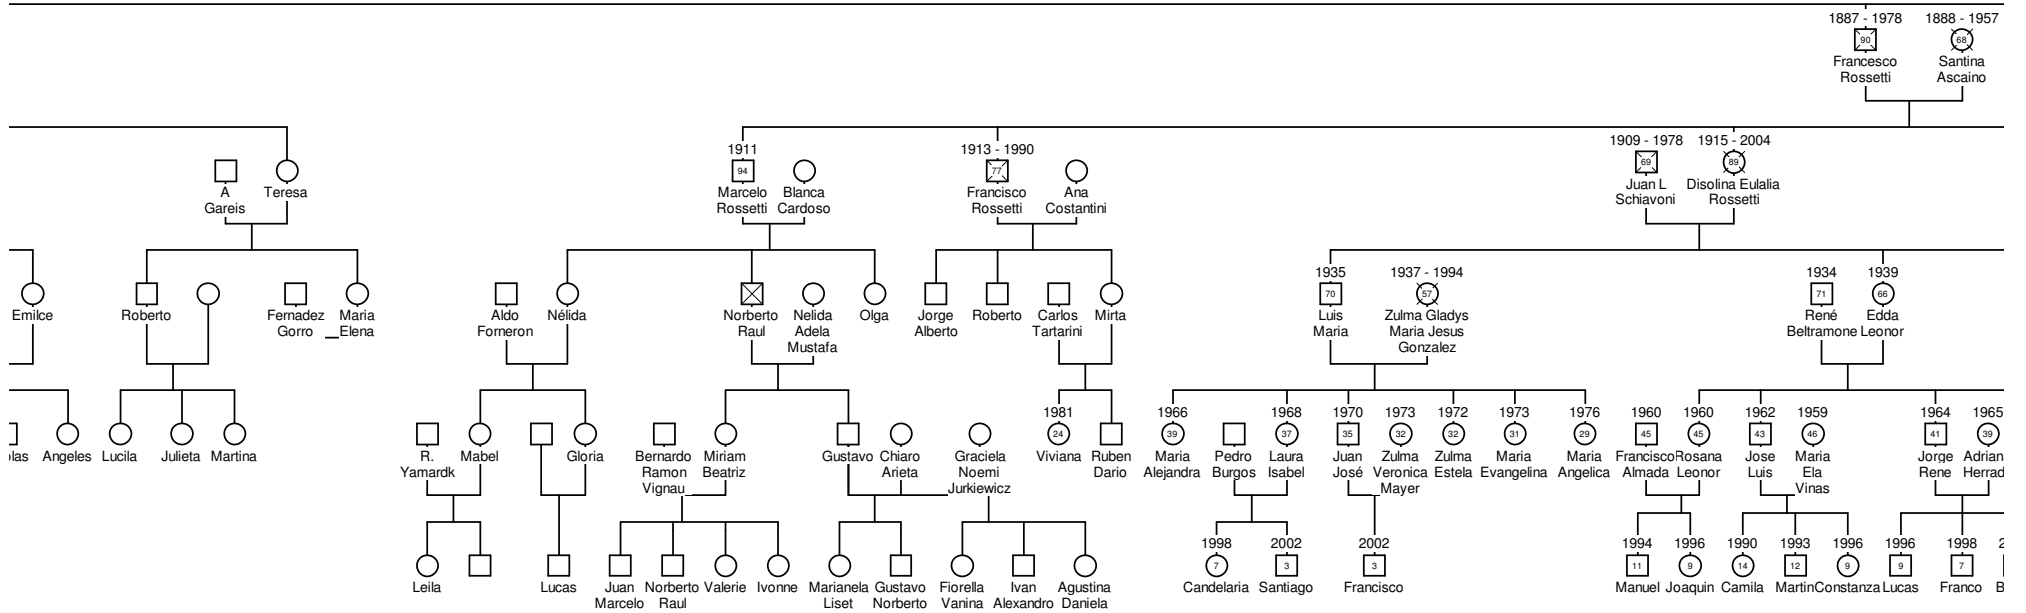 1887 - 1978 1888 - 1957
90 68
Francesco Santina
Rossetti Ascaino
1911 1913 - 1990 1909 - 1978 1915 - 2004
94 77 69 89
A Teresa Marcelo Blanca Francisco Ana Juan L Disolina Eulalia
Gareis Rossetti Cardoso Rossetti Costantini Schiavoni Rossetti
1935 1937 - 1994 1934 1939
70 57 71 66
Emilce Roberto Fernadez Maria Aldo Nélida Norberto Nelida Olga Jorge Roberto Carlos Mirta Luis Zulma Gladys René Edda
Gorro Elena Forneron Raul Adela Alberto Tartarini Maria Maria Jesus Beltramone Leonor
Mustafa Gonzalez
1981 1966 1968 1970 1973 1972 1973 1976 1960 1960 1962 1959 1964 1965
24 39 37 35 32 32 31 29 45 45 43 46 41 39
las Angeles Lucila Julieta Martina R. Mabel Gloria Bernardo Miriam Gustavo Chiaro Graciela Viviana Ruben Maria Pedro Laura Juan Zulma Zulma Maria Maria Francisco Rosana Jose Maria Jorge Adrian
Yamardk Ramon Beatriz Arieta Noemi Dario Alejandra Burgos Isabel José Veronica Estela Evangelina Angelica Almada Leonor Luis Ela Rene Herrad
Vignau Jurkiewicz Mayer Vinas
1998 2002 2002 1994 1996 1990 1993 1996 1996 1998 2
7 3 3 11 9 14 12 9 9 7
Leila Lucas Juan Norberto Valerie Ivonne Marianela Gustavo Fiorella Ivan Agustina Candelaria Santiago Francisco Manuel Joaquin Camila Martin Constanza Lucas Franco B
Marcelo Raul Liset Norberto Vanina Alexandro Daniela